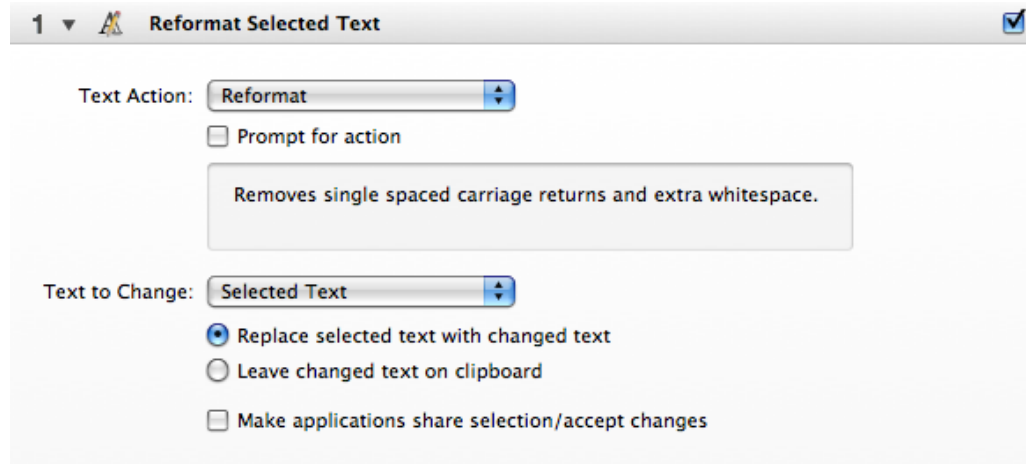 1 Reformat Selected Text
Text Action: Reformat
Prompt for action
Removes single spaced carriage returns and extra whitespace.
Text to Change: Selected Text
Replace selected text with changed text
Leave changed text on clipboard
Make applications share selection/accept changes